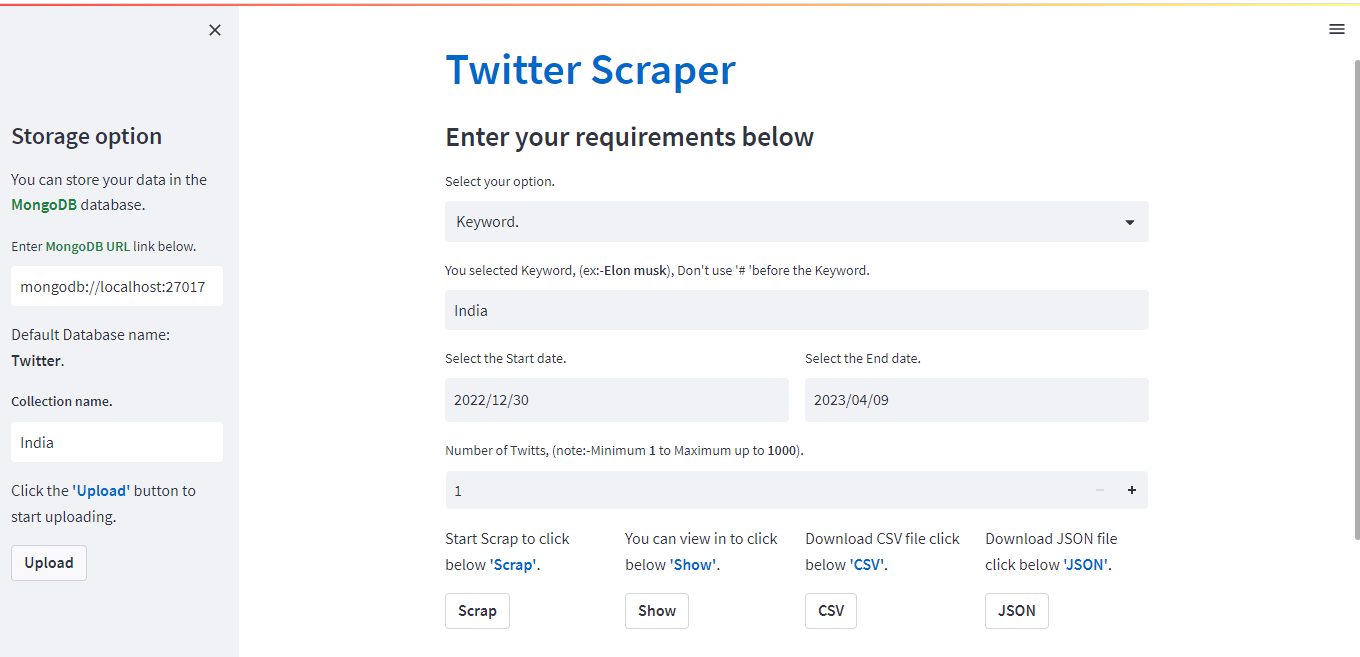 Storage option
You can store your data in the
MongoDB database.
Enter MongoDB URL link below.
mongodb://localhost:27017
Default Database name:
Twitter.
Collection name.
India
Click the 'Upload' button to
start uploading.
Upload
Twitter Scraper
Enter your requirements below
Select your option.
Keyword.
You selected Keyword, (ex:-Elon musk), Don't use '# 'before the Keyword.
India
Select the Start date.
Select the End date.
2022/12/30
2023/04/09
Number of Twitts, (note:-Minimum 1 to Maximum up to 1000).
1
Start Scrap to click
below 'Scrap'.
You can view in to click
below 'Show'.
Download CSV file click
below 'CSV'.
Download JSON file
click below 'JSON'.
Scrap
Show
CSV
JSON